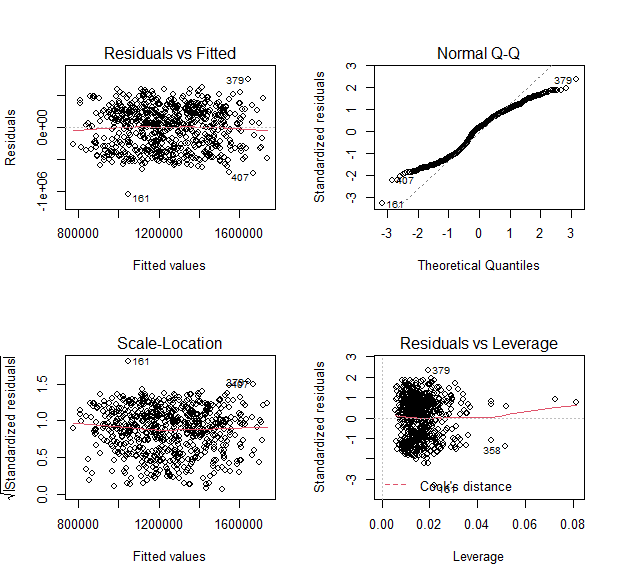 Residuals vs Fitted
Residuals
-1e+06 0e+00
379
407
161
800000 1200000 1600000
Fitted values
Normal Q-Q
Standardized residuals
-3 -2 -1 0 1 2 3
379
407
161
-3 -2 -1 0 1 2 3
Theoretical Quantiles
Scale-Location
√|Standardized residuals|
0.0 0.5 1.0 1.5
161
379
407
800000 1200000 1600000
Fitted values
Residuals vs Leverage
Standardized residuals
-3 -1 0 1 2 3
379
358
161
Cook's distance
0.00 0.02 0.04 0.06 0.08
Leverage